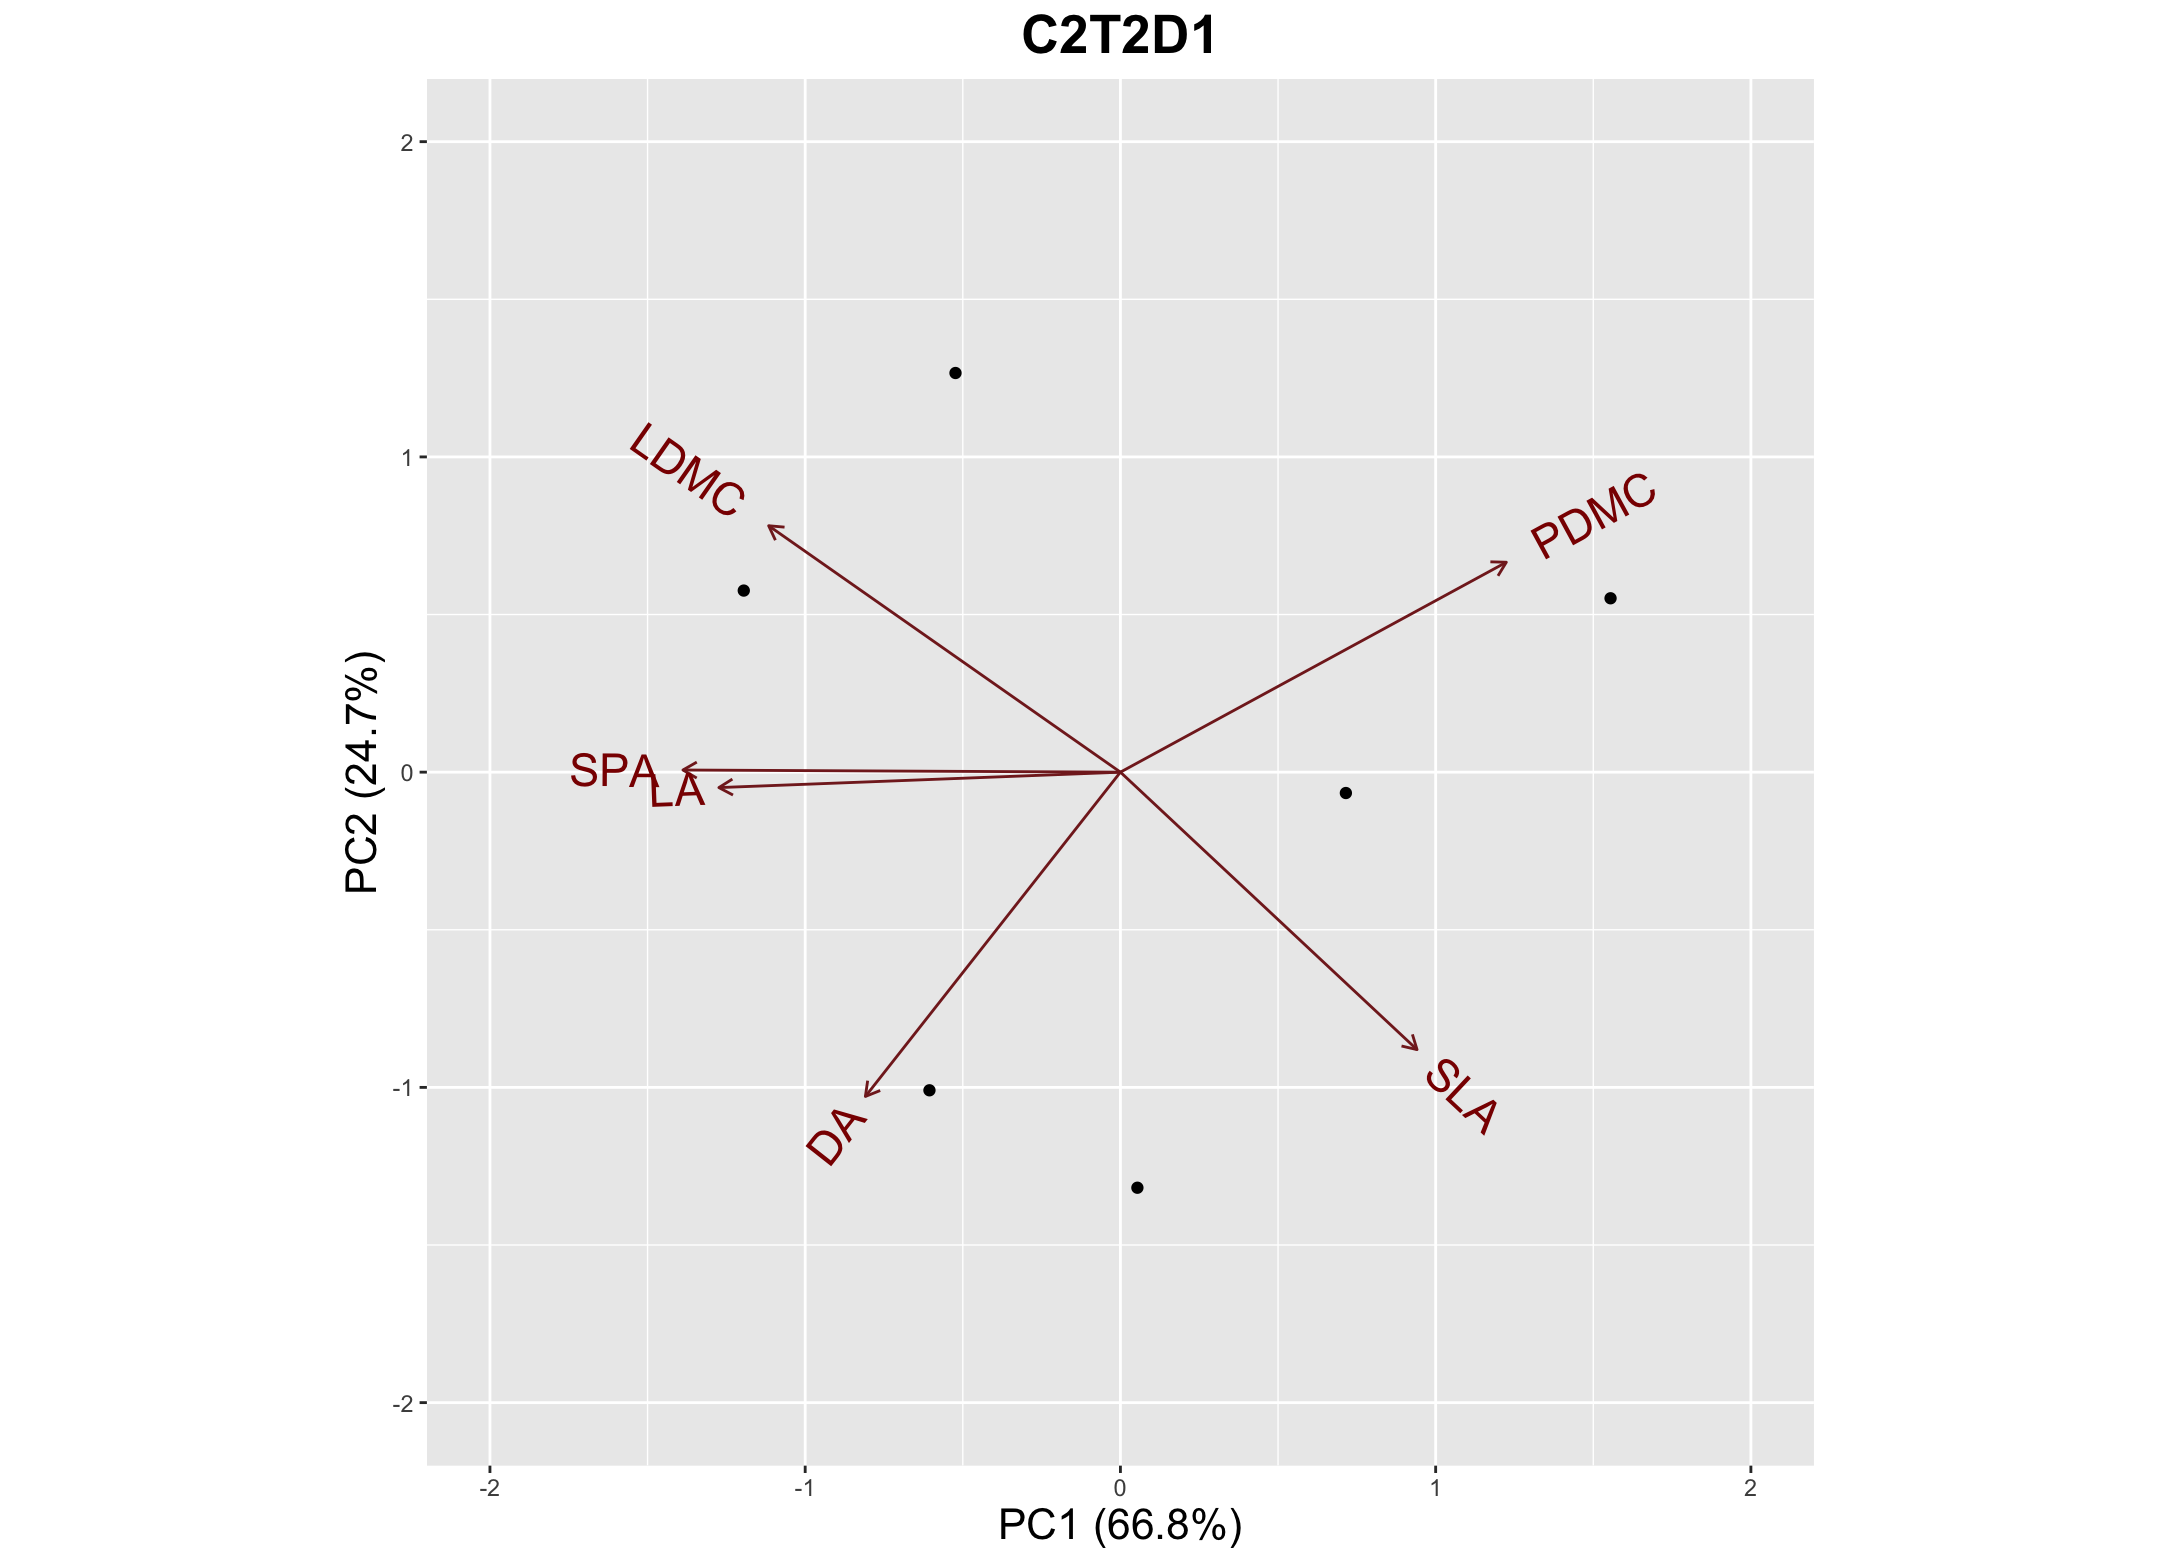 C2T2D1
2
1
0
-1
-2
PC2 (24.7%)
LDMC
PDMC
SPA
LA
DA
SLA
-2
-1
0
1
2
PC1 (66.8%)